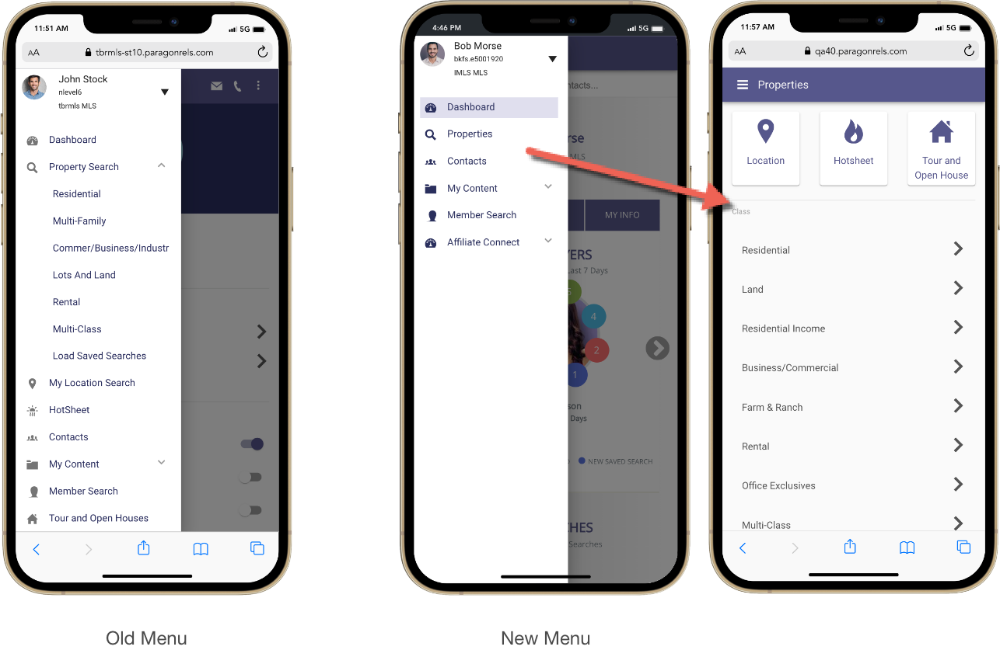 11:51 AM
5G
AA
tbrmls-st10.paragonrels.com
John Stock
nlevel6
tbrmls MLS
Dashboard
Property Search
Residential
Multi-Family
Commer/Business/Industr
Lots And Land
Rental
Multi-Class
Load Saved Searches
My Location Search
HotSheet
Contacts
My Content
Member Search
Tour and Open Houses
Old Menu
4:46 PM
5G
Bob Morse
bkfs.e5001920
IMLS MLS
Dashboard
Properties
Contacts
My Content
Member Search
Affiliate Connect
ntacts...
rse
MLS
MY INFO
YERS
Last 7 Days
5
4
2
1
son
Days
NEW SAVED SEARCH
CHES
Searches
New Menu
11:57 AM
5G
AA
qa40.paragonrels.com
Properties
Location
Hotsheet
Tour and
Open House
Class
Residential
Land
Residential Income
Business/Commercial
Farm & Ranch
Rental
Office Exclusives
Multi-Class